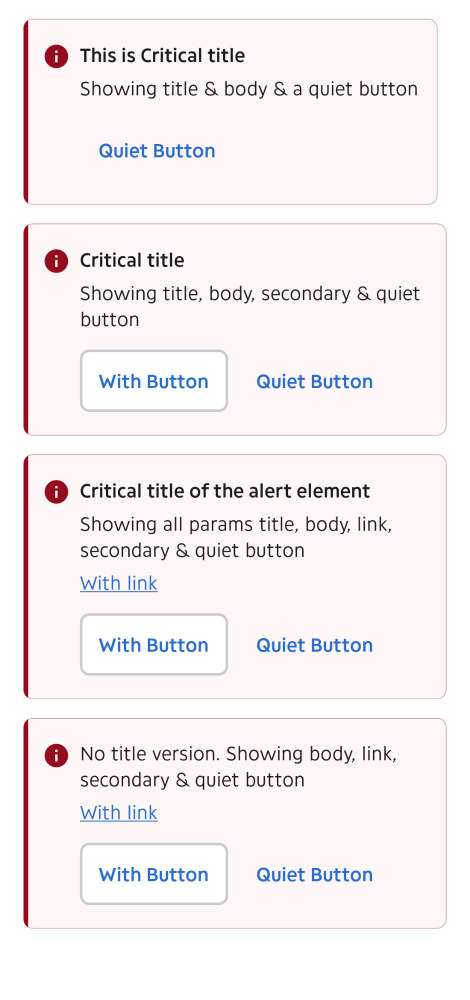 This is Critical title
Showing title & body & a quiet button
Quiet Button
Critical title
Showing title, body, secondary & quiet
button
With Button Quiet Button
Critical title of the alert element
Showing all params title, body, link,
secondary & quiet button
With link
With Button Quiet Button
No title version. Showing body, link,
secondary & quiet button
With link
With Button Quiet Button